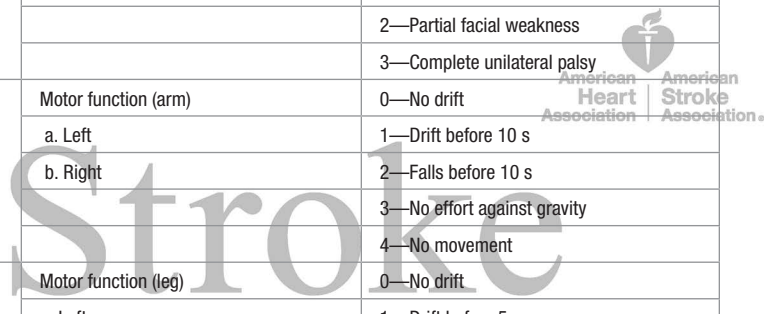 2—Partial facial weakness
3—Complete unilateral palsy
American Heart Association American Stroke Association®
Motor function (arm) 0—No drift
a. Left 1—Drift before 10 s
b. Right 2—Falls before 10 s
3—No effort against gravity
4—No movement
Stroke
Motor function (leg) 0—No drift